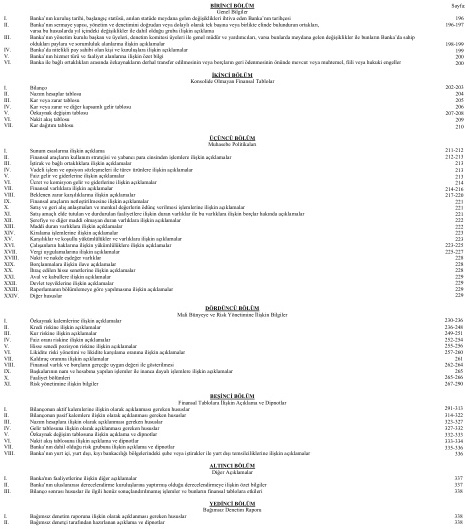 BİRİNCİ BÖLÜM Sayfa
Genel Bilgiler
I. Banka'nın kuruluş tarihi, başlangıç statüsü, anılan statüde meydana gelen değişiklikleri ihtiva eden Banka'nın tarihçesi 196
II. Banka'nın sermaye yapısı, yönetim ve denetimini doğrudan veya dolaylı olarak tek başına veya birlikte elinde bulunduran ortakları, 196-197
varsa bu hususlarda yıl içindeki değişiklikler ile dahil olduğu gruba ilişkin açıklama
III. Banka'nın yönetim kurulu başkan ve üyeleri, denetim komitesi üyeleri ile genel müdür ve yardımcıları, varsa bunlarda meydana gelen değişiklikler ile bunların Banka'da sahip
oldukları paylara ve sorumluluk alanlarına ilişkin açıklamalar 198-199
IV. Banka'da nitelikli pay sahibi olan kişi ve kuruluşlara ilişkin açıklamalar 199
V. Banka'nın hizmet türü ve faaliyet alanlarına ilişkin özet bilgi 200
VI. Banka ile bağlı ortaklıkları arasında özkaynakların derhal transfer edilmesinin veya borçların geri ödenmesinin önünde mevcut veya muhtemel, fiili veya hukuki engeller 200
İKİNCİ BÖLÜM
Konsolide Olmayan Finansal Tablolar
I. Bilanço 202-203
II. Nazım hesaplar tablosu 204
III. Kar veya zarar tablosu 205
IV. Kar veya zarar ve diğer kapsamlı gelir tablosu 206
V. Özkaynak değişim tablosu 207-208
VI. Nakit akış tablosu 209
VII. Kar dağıtım tablosu 210
ÜÇÜNCÜ BÖLÜM
Muhasebe Politikaları
I. Sunum esaslarına ilişkin açıklama 211-212
II. Finansal araçların kullanım stratejisi ve yabancı para cinsinden işlemlere ilişkin açıklamalar 212-213
III. İştirak ve bağlı ortaklıklara ilişkin açıklamalar 213
IV. Vadeli işlem ve opsiyon sözleşmeleri ile türev ürünlere ilişkin açıklamalar 213
V. Faiz gelir ve giderlerine ilişkin açıklamalar 213
VI. Ücret ve komisyon gelir ve giderlerine ilişkin açıklamalar 214
VII. Finansal varlıklara ilişkin açıklamalar 214-216
VIII. Beklenen zarar karşılıklarına ilişkin açıklamalar 217-220
IX. Finansal araçların netleştirilmesine ilişkin açıklamalar 221
X. Satış ve geri alış anlaşmaları ve menkul değerlerin ödünç verilmesi işlemlerine ilişkin açıklamalar 221
XI. Satış amaçlı elde tutulan ve durdurulan faaliyetlere ilişkin duran varlıklar ile bu varlıklara ilişkin borçlar hakkında açıklamalar 221
XII. Şerefiye ve diğer maddi olmayan duran varlıklara ilişkin açıklamalar 222
XIII. Maddi duran varlıklara ilişkin açıklamalar 222
XIV. Kiralama işlemlerine ilişkin açıklamalar 223
XV. Karşılıklar ve koşullu yükümlülükler ve varlıklara ilişkin açıklamalar 223
XVI. Çalışanların haklarına ilişkin yükümlülüklere ilişkin açıklamalar 223-225
XVII. Vergi uygulamalarına ilişkin açıklamalar 225-227
XVIII. Nakit ve nakde eşdeğer varlıklar 228
XIX. Borçlanmalara ilişkin ilave açıklamalar 228
XX. İhraç edilen hisse senetlerine ilişkin açıklamalar 228
XXI. Aval ve kabullere ilişkin açıklamalar 229
XXII. Devlet teşviklerine ilişkin açıklamalar 229
XXIII. Raporlamanın bölümlemeye göre yapılmasına ilişkin açıklamalar 229
XXIV. Diğer hususlar 229
DÖRDÜNCÜ BÖLÜM
Mali Bünyeye ve Risk Yönetimine İlişkin Bilgiler
I. Özkaynak kalemlerine ilişkin açıklamalar 230-236
II. Kredi riskine ilişkin açıklamalar 236-248
III. Kur riskine ilişkin açıklamalar 249-251
IV. Faiz oranı riskine ilişkin açıklamalar 252-254
V. Hisse senedi pozisyon riskine ilişkin açıklamalar 255-256
VI. Likidite riski yönetimi ve likidite karşılama oranına ilişkin açıklamalar 257-260
VII. Kaldıraç oranına ilişkin açıklamalar 261
VIII. Finansal varlık ve borçların gerçeğe uygun değeri ile gösterilmesi 262-264
IX. Başkalarının nam ve hesabına yapılan işlemler ile inanca dayalı işlemlere ilişkin açıklamalar 265
X. Faaliyet bölümleri 265-266
XI. Risk yönetimine ilişkin bilgiler 267-290
BEŞİNCİ BÖLÜM
Finansal Tablolara İlişkin Açıklama ve Dipnotlar
I. Bilançonun aktif kalemlerine ilişkin olarak açıklanması gereken hususlar 291-313
II. Bilançonun pasif kalemlerine ilişkin olarak açıklanması gereken hususlar 314-322
III. Nazım hesaplara ilişkin olarak açıklanması gereken hususlar 325-327
IV. Gelir tablosuna ilişkin olarak açıklanması gereken hususlar 327-332
V. Özkaynak değişim tablosuna ilişkin açıklama ve dipnotlar 332-333
VI. Nakit akış tablosuna ilişkin açıklama ve dipnotlar 333-334
VII. Banka'nın dahil olduğu risk grubuna ilişkin açıklama ve dipnotlar 335-336
VIII. Banka'nın yurt içi, yurt dışı, kıyı bankacılığı bölgelerindeki şube veya iştirakler ile yurt dışı temsilciliklerine ilişkin açıklamalar 336
ALTINCI BÖLÜM
Diğer Açıklamalar
I. Banka'nın faaliyetlerine ilişkin diğer açıklamalar 337
II. Banka'nın uluslararası derecelendirme kuruluşlarına yaptırmış olduğu derecelendirmeye ilişkin özet bilgiler 337
III. Bilanço sonrası hususlar ile ilgili henüz sonuçlandırılmamış işlemler ve bunların finansal tablolara etkileri 338
YEDİNCİ BÖLÜM
Bağımsız Denetim Raporu
I. Bağımsız denetim raporuna ilişkin olarak açıklanması gereken hususlar 338
II. Bağımsız denetçi tarafından hazırlanan açıklama ve dipnotlar 338